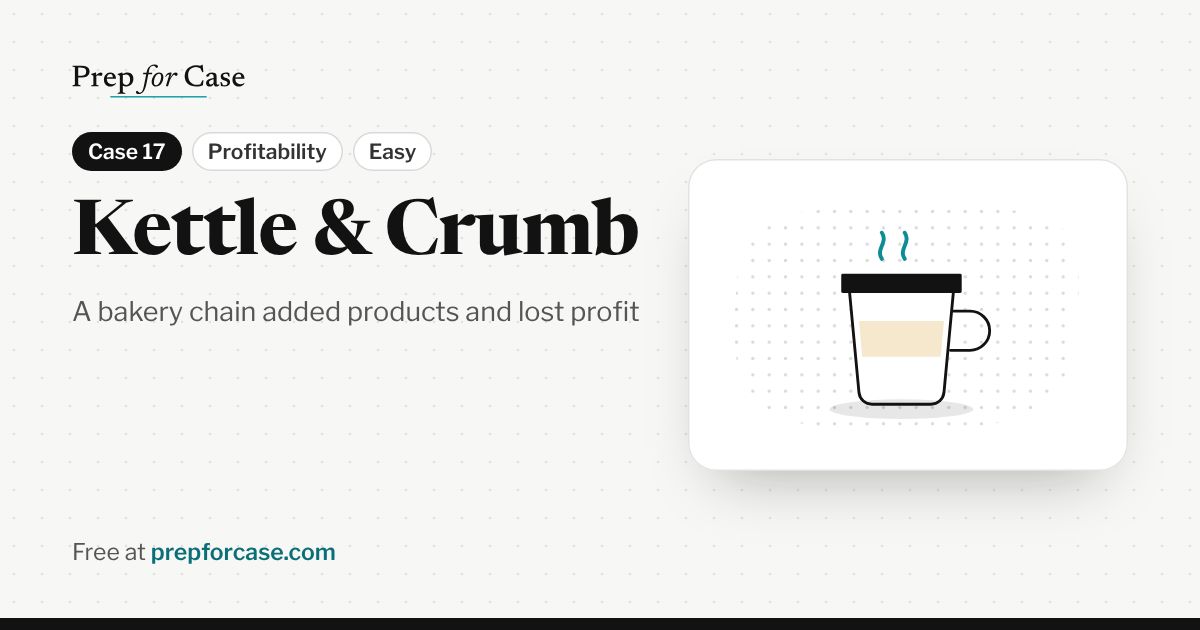 Prep for Case
Case 17 Profitability Easy
Kettle & Crumb
A bakery chain added products and lost profit
Free at prepforcase.com